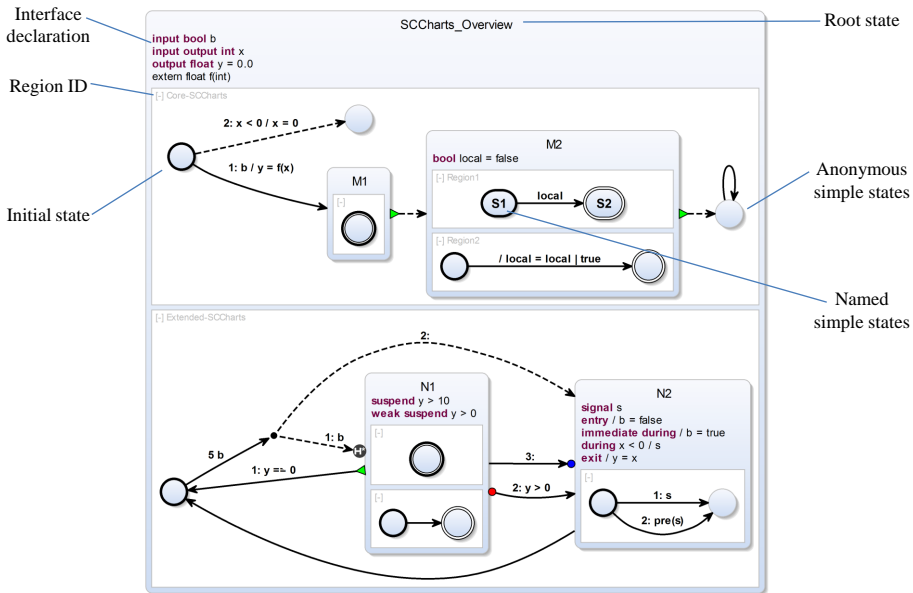 Interface
declaration
SCCharts_Overview
Root state
input bool b
input output int x
output float y = 0.0
extern float f(int)
Region ID
[-] Core-SCCharts
2: x < 0 / x = 0
1: b / y = f(x)
Initial state
M1
[-]
M2
bool local = false
[-] Region1
S1
local
S2
[-] Region2
/ local = local | true
Anonymous
simple states
Named
simple states
[-] Extended-SCCharts
2:
5 b
1: b
H*
1: y == 0
N1
suspend y > 10
weak suspend y > 0
[-]
[-]
3:
2: y > 0
N2
signal s
entry / b = false
immediate during / b = true
during x < 0 / s
exit / y = x
[-]
1: s
2: pre(s)